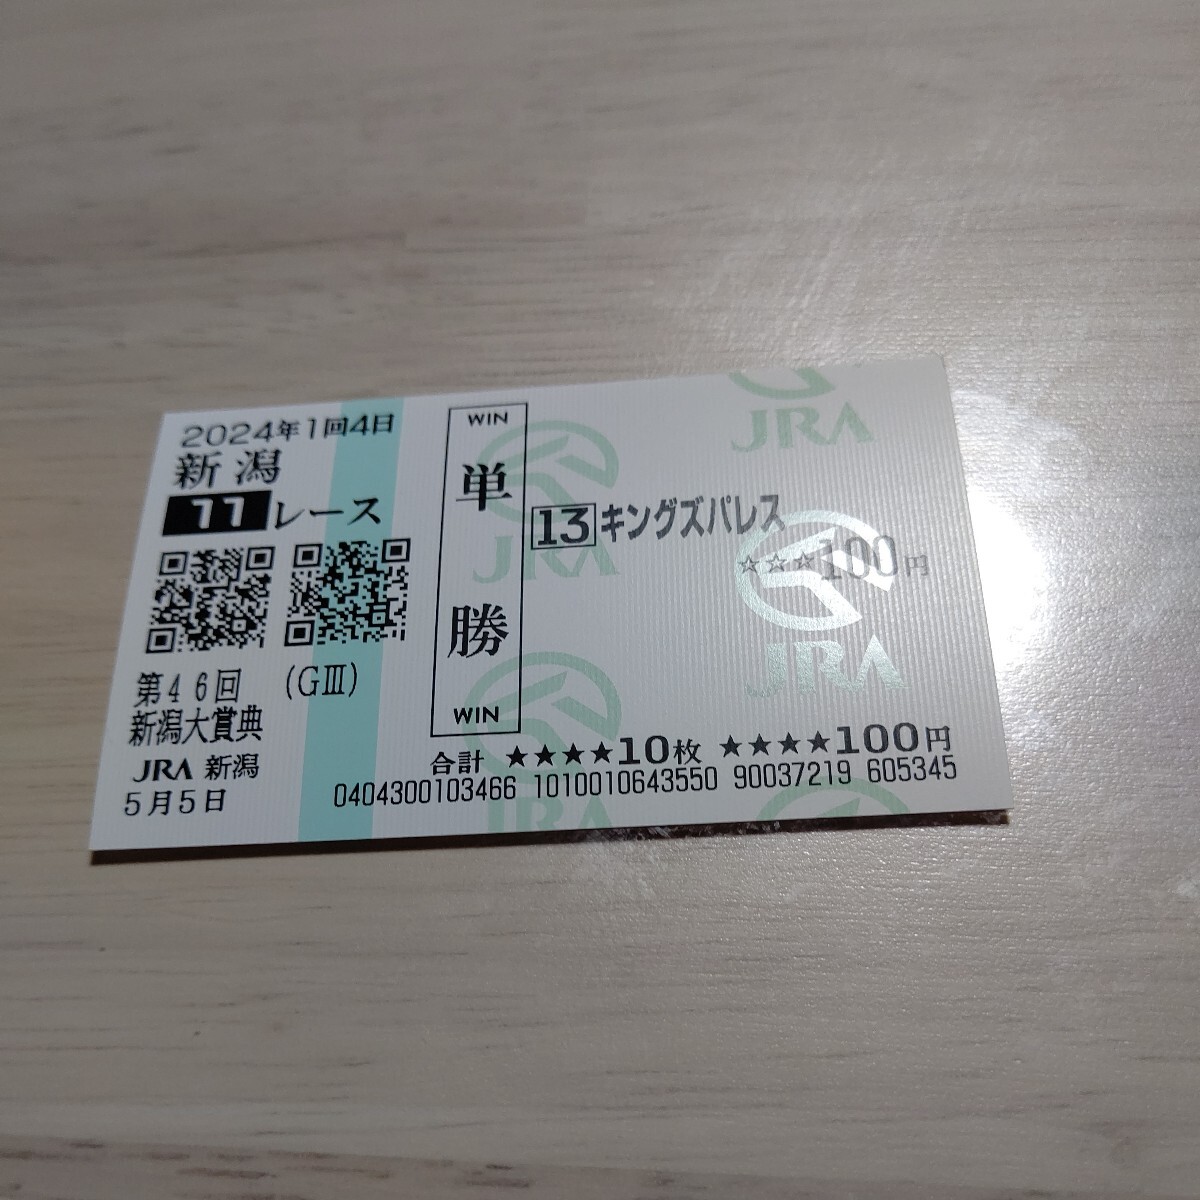 2024年1回4日
新潟
11レース
第46回 (GⅢ)
新潟大賞典
JRA 新潟
5月5日
WIN
単勝
WIN
13キングズパレス
☆☆☆100円
合計 ★★★★10枚 ★★★★100円
0404300103466 1010010643550 90037219 605345
JRA
JRA
JRA
JRA